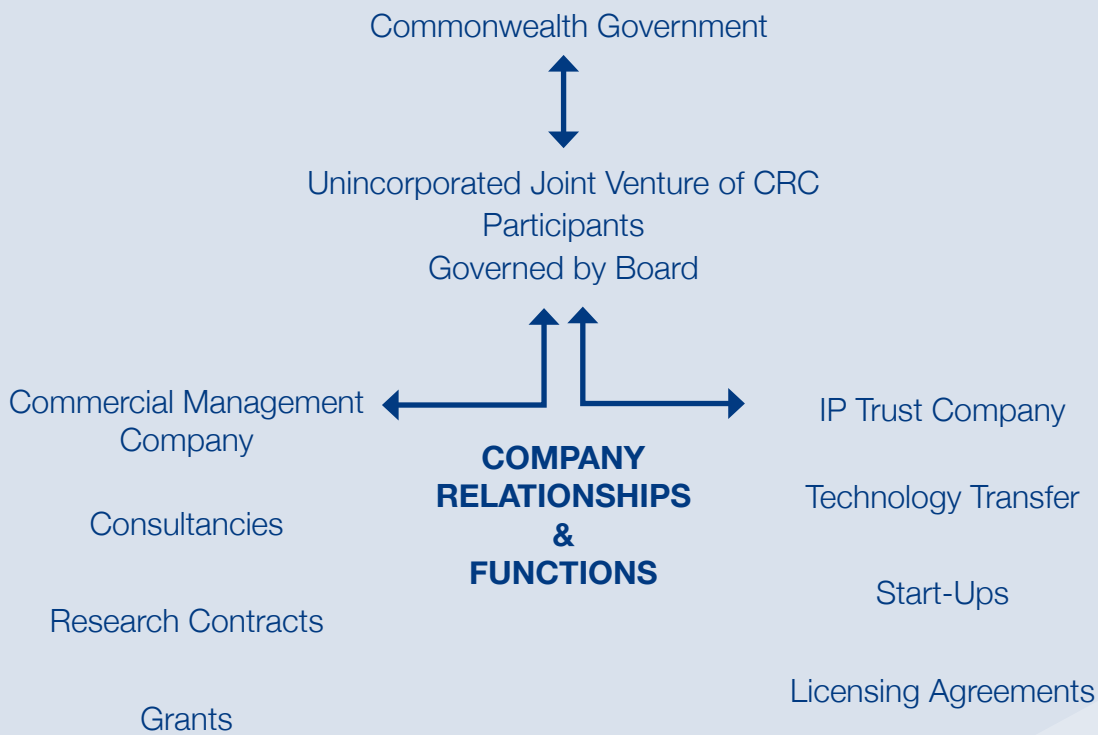 Commonwealth Government
Unincorporated Joint Venture of CRC
Participants
Governed by Board
Commercial Management
Company
Consultancies
Research Contracts
Grants
COMPANY
RELATIONSHIPS
&
FUNCTIONS
IP Trust Company
Technology Transfer
Start-Ups
Licensing Agreements